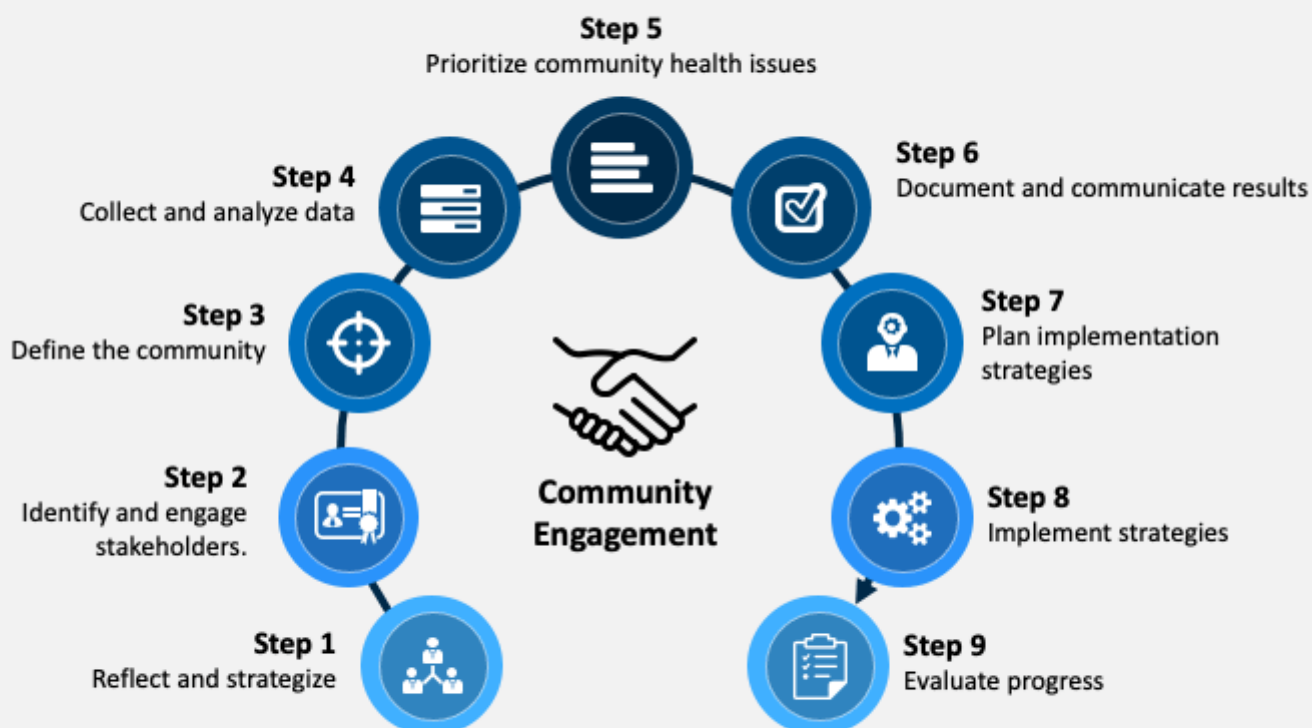 Step 5
Prioritize community health issues
Step 4
Collect and analyze data
Step 6
Document and communicate results
Step 3
Define the community
Step 7
Plan implementation
strategies
Step 2
Identify and engage
stakeholders.
Community
Engagement
Step 8
Implement strategies
Step 1
Reflect and strategize
Step 9
Evaluate progress